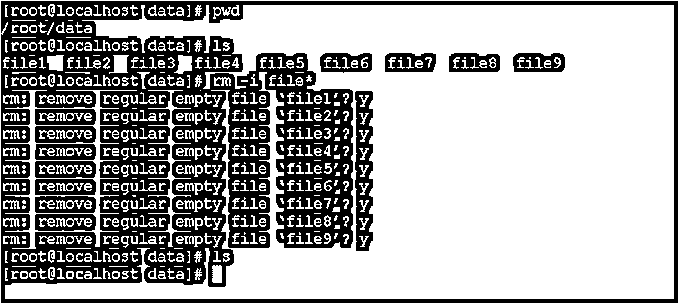 [root@localhost data]# pwd
/root/data
[root@localhost data]# ls
file1  file2  file3  file4  file5  file6  file7  file8  file9
[root@localhost data]# rm -i file*
rm: remove regular empty file ‘file1’? y
rm: remove regular empty file ‘file2’? y
rm: remove regular empty file ‘file3’? y
rm: remove regular empty file ‘file4’? y
rm: remove regular empty file ‘file5’? y
rm: remove regular empty file ‘file6’? y
rm: remove regular empty file ‘file7’? y
rm: remove regular empty file ‘file8’? y
rm: remove regular empty file ‘file9’? y
[root@localhost data]# ls
[root@localhost data]#